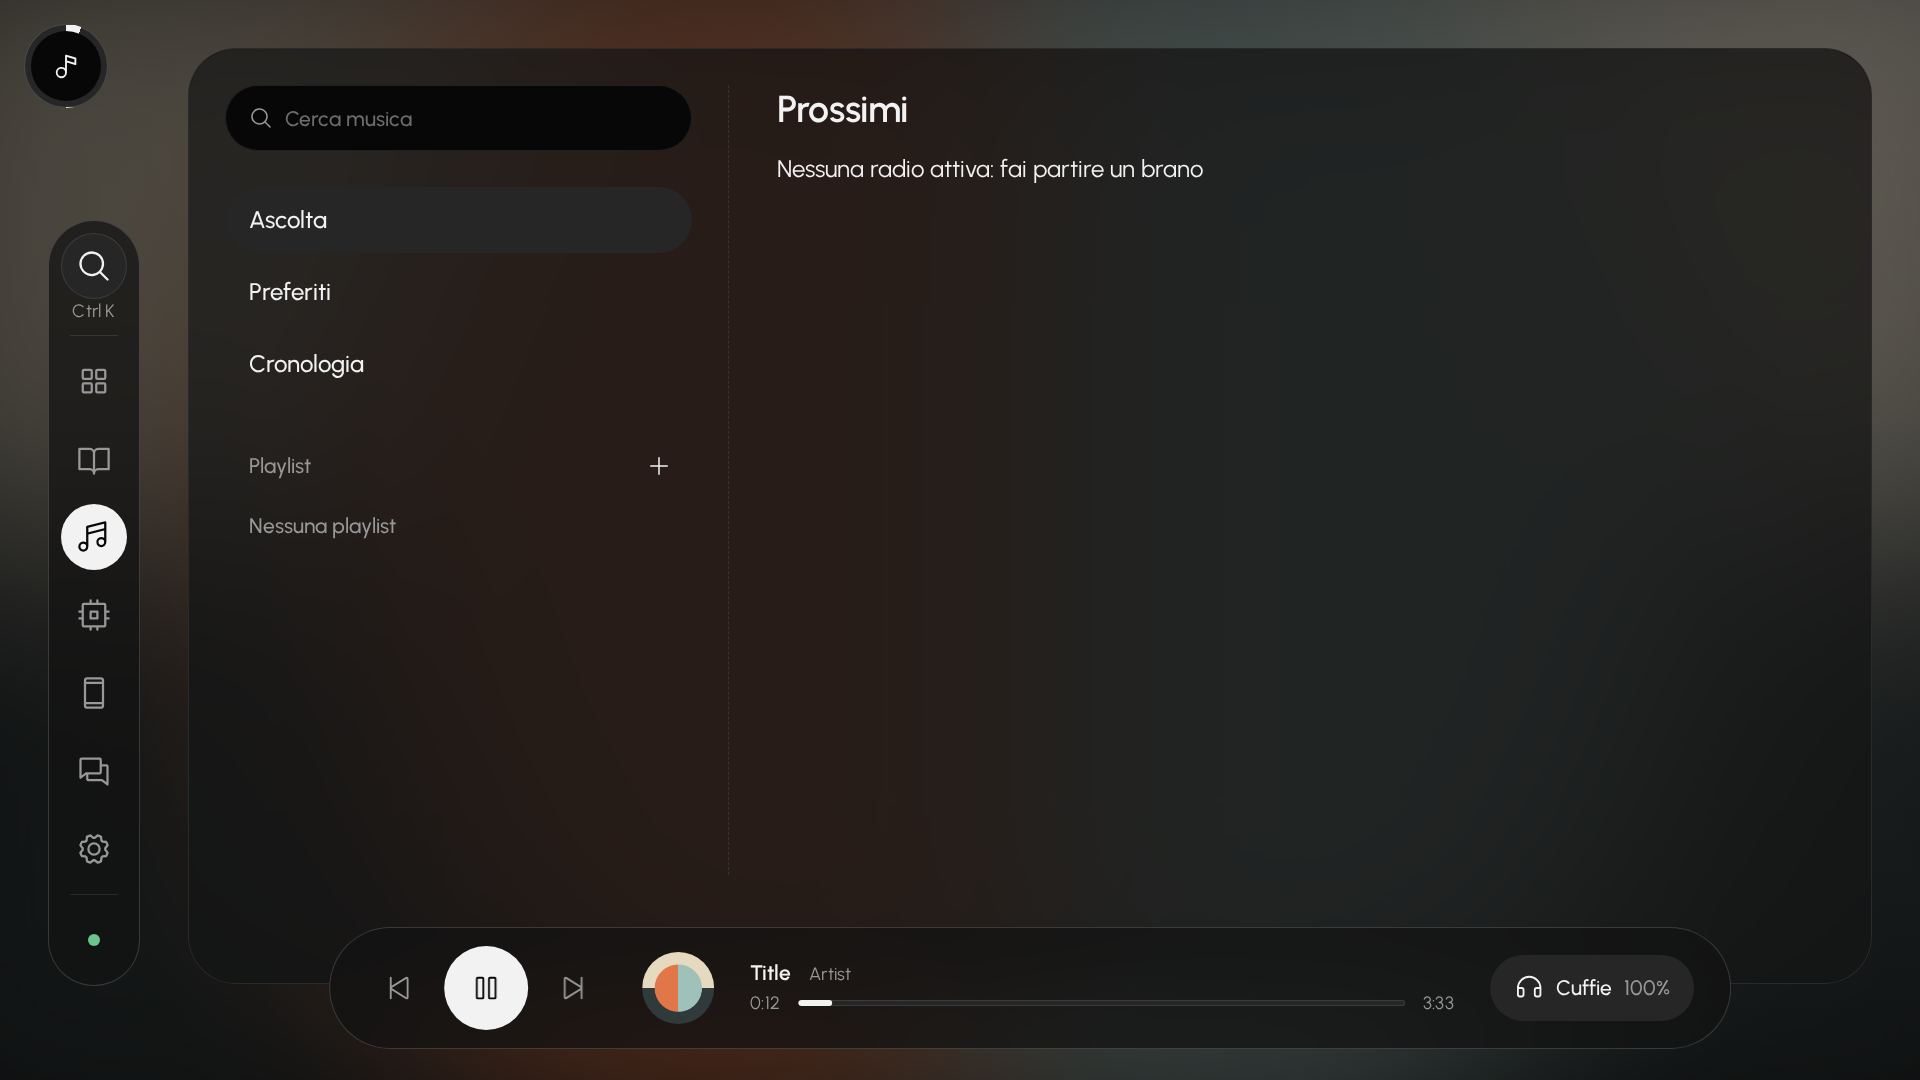 Cerca musica
Ascolta
Preferiti
Cronologia
Playlist
Nessuna playlist
Prossimi
Nessuna radio attiva: fai partire un brano
Ctrl K
Title Artist
0:12 3:33
Cuffie 100%